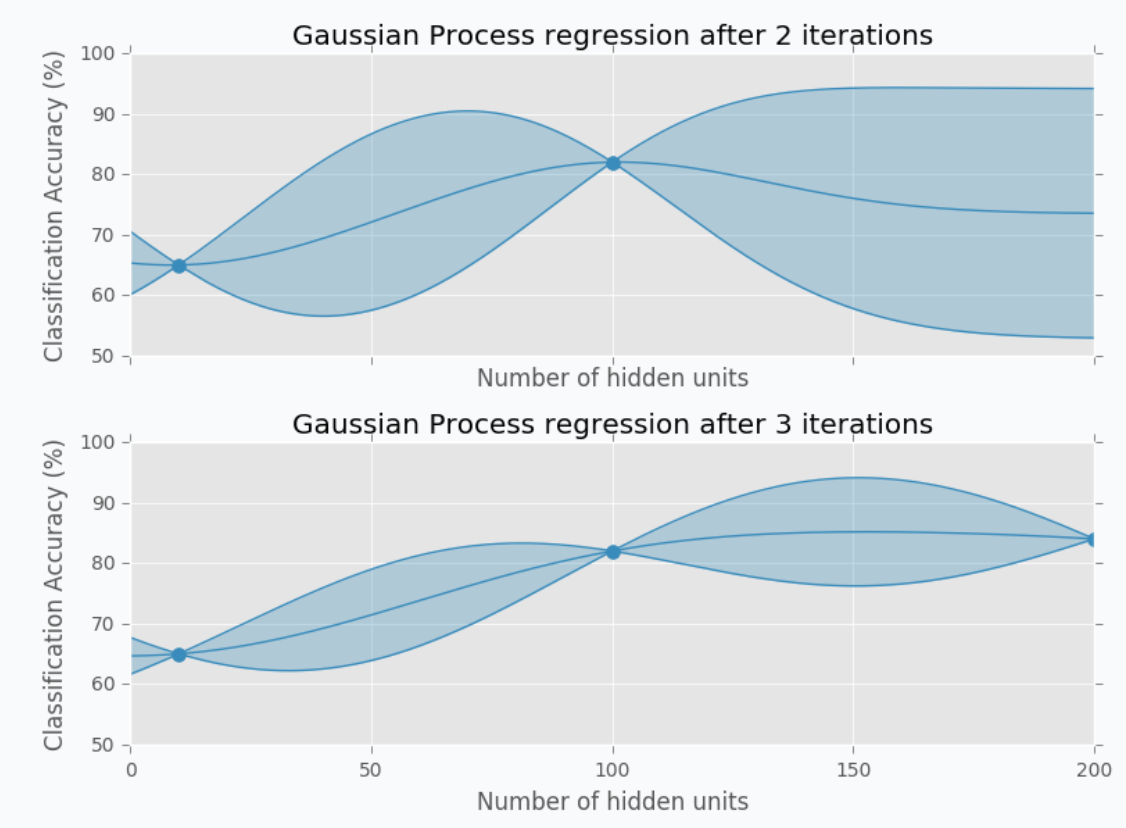 Gaussian Process regression after 2 iterations
Classification Accuracy (%)
100
90
80
70
60
50
Number of hidden units
Gaussian Process regression after 3 iterations
Classification Accuracy (%)
100
90
80
70
60
50
0 50 100 150 200
Number of hidden units